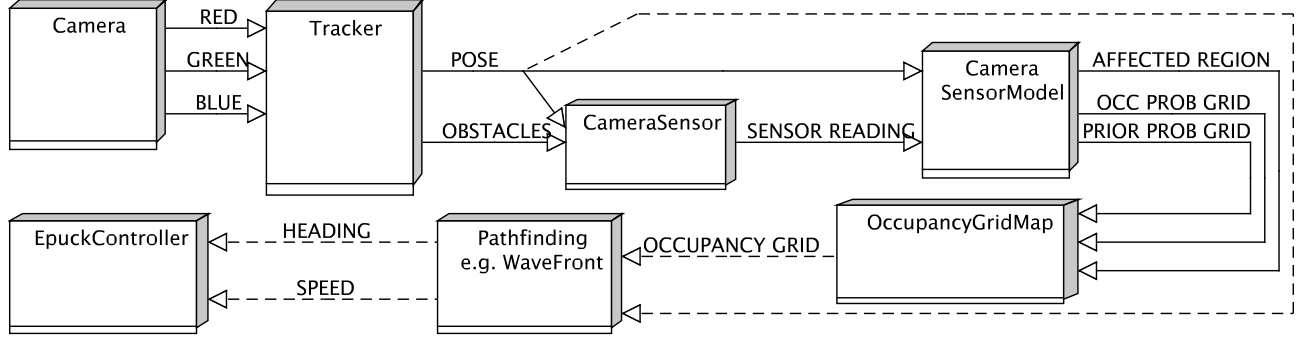 Camera
RED
GREEN
BLUE
Tracker
POSE
OBSTACLES
CameraSensor
SENSOR READING
Camera
SensorModel
AFFECTED REGION
OCC PROB GRID
PRIOR PROB GRID
EpuckController
HEADING
SPEED
Pathfinding
e.g. WaveFront
OCCUPANCY GRID
OccupancyGridMap